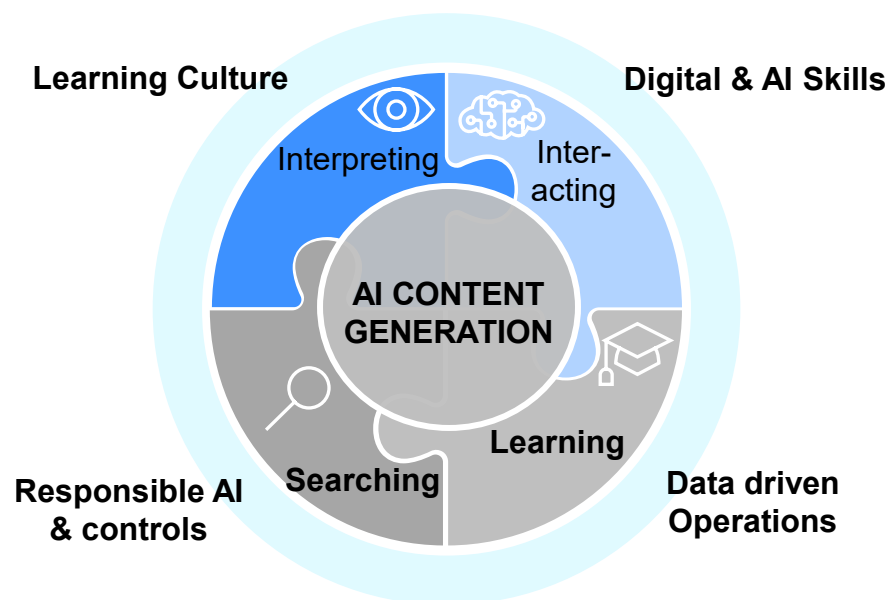 Learning Culture
Digital & AI Skills
Interpreting
Inter-
acting
AI CONTENT
GENERATION
Learning
Searching
Responsible AI
& controls
Data driven
Operations